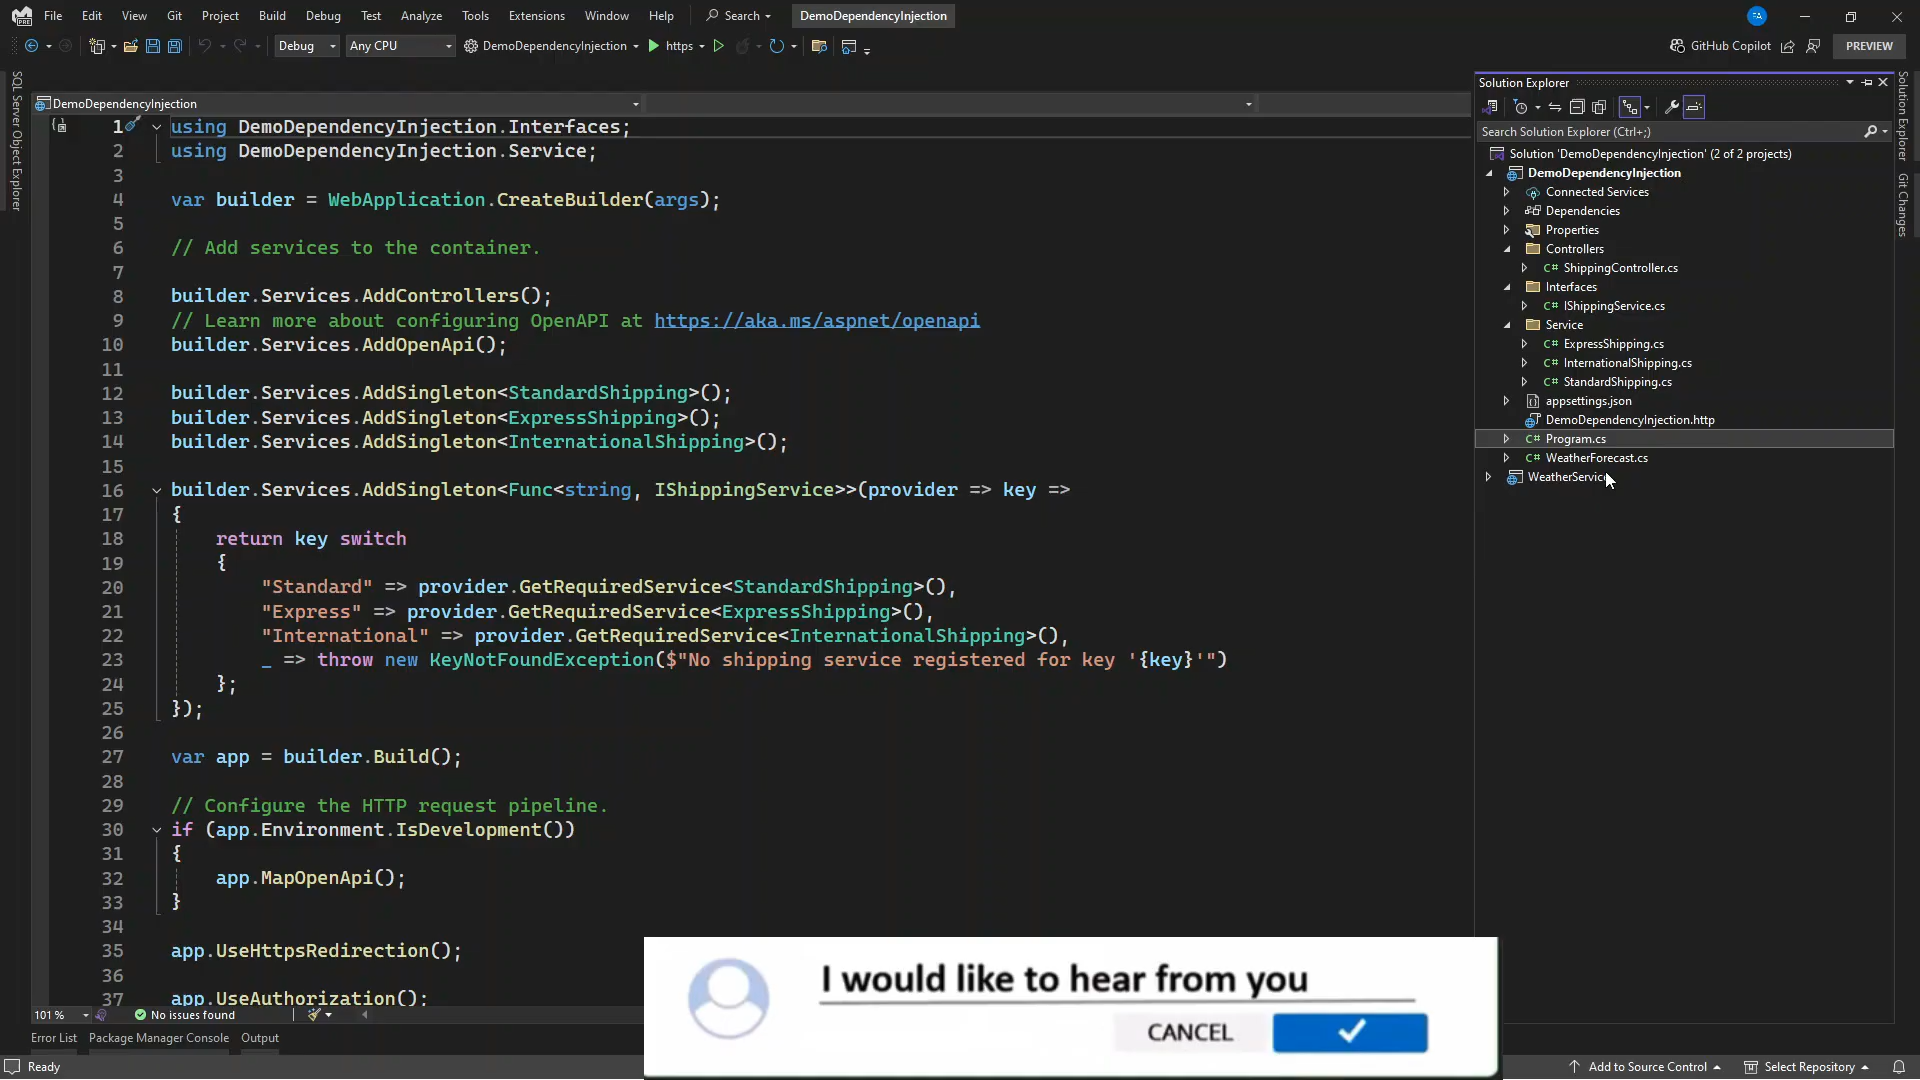 File Edit View Git Project Build Debug Test Analyze Tools Extensions Window Help Search DemoDependencyInjection EA
Debug Any CPU DemoDependencyInjection https GitHub Copilot PREVIEW
SQL Server Object Explorer
DemoDependencyInjection
1 using DemoDependencyInjection.Interfaces;
2 using DemoDependencyInjection.Service;
3
4 var builder = WebApplication.CreateBuilder(args);
5
6 // Add services to the container.
7
8 builder.Services.AddControllers();
9 // Learn more about configuring OpenAPI at https://aka.ms/aspnet/openapi
10 builder.Services.AddOpenApi();
11
12 builder.Services.AddSingleton<StandardShipping>();
13 builder.Services.AddSingleton<ExpressShipping>();
14 builder.Services.AddSingleton<InternationalShipping>();
15
16 builder.Services.AddSingleton<Func<string, IShippingService>>(provider => key =>
17 {
18 return key switch
19 {
20 "Standard" => provider.GetRequiredService<StandardShipping>(),
21 "Express" => provider.GetRequiredService<ExpressShipping>(),
22 "International" => provider.GetRequiredService<InternationalShipping>(),
23 _ => throw new KeyNotFoundException($"No shipping service registered for key '{key}'")
24 };
25 });
26
27 var app = builder.Build();
28
29 // Configure the HTTP request pipeline.
30 if (app.Environment.IsDevelopment())
31 {
32 app.MapOpenApi();
33 }
34
35 app.UseHttpsRedirection();
36
37 app.UseAuthorization();
101 % No issues found
Error List Package Manager Console Output
Ready
Solution Explorer
Search Solution Explorer (Ctrl+;)
Solution 'DemoDependencyInjection' (2 of 2 projects)
DemoDependencyInjection
Connected Services
Dependencies
Properties
Controllers
C# ShippingController.cs
Interfaces
C# IShippingService.cs
Service
C# ExpressShipping.cs
C# InternationalShipping.cs
C# StandardShipping.cs
appsettings.json
DemoDependencyInjection.http
C# Program.cs
C# WeatherForecast.cs
WeatherService
Solution Explorer
Git Changes
I would like to hear from you
CANCEL
Add to Source Control Select Repository